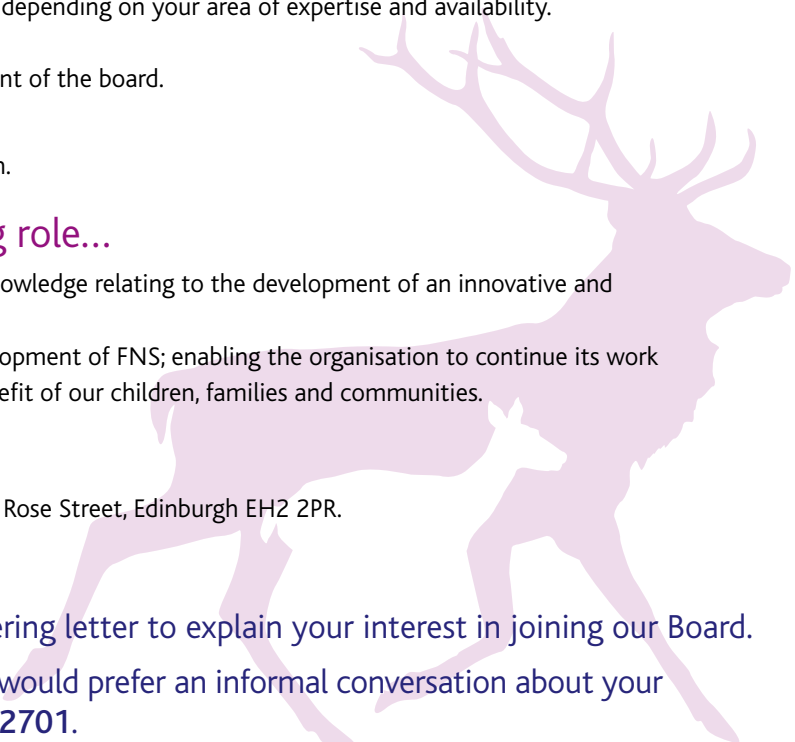 depending on your area of expertise and availability.
nt of the board.
n.
g role...
owledge relating to the development of an innovative and
opment of FNS; enabling the organisation to continue its work
efit of our children, families and communities.
Rose Street, Edinburgh EH2 2PR.
ring letter to explain your interest in joining our Board.
would prefer an informal conversation about your
2701.